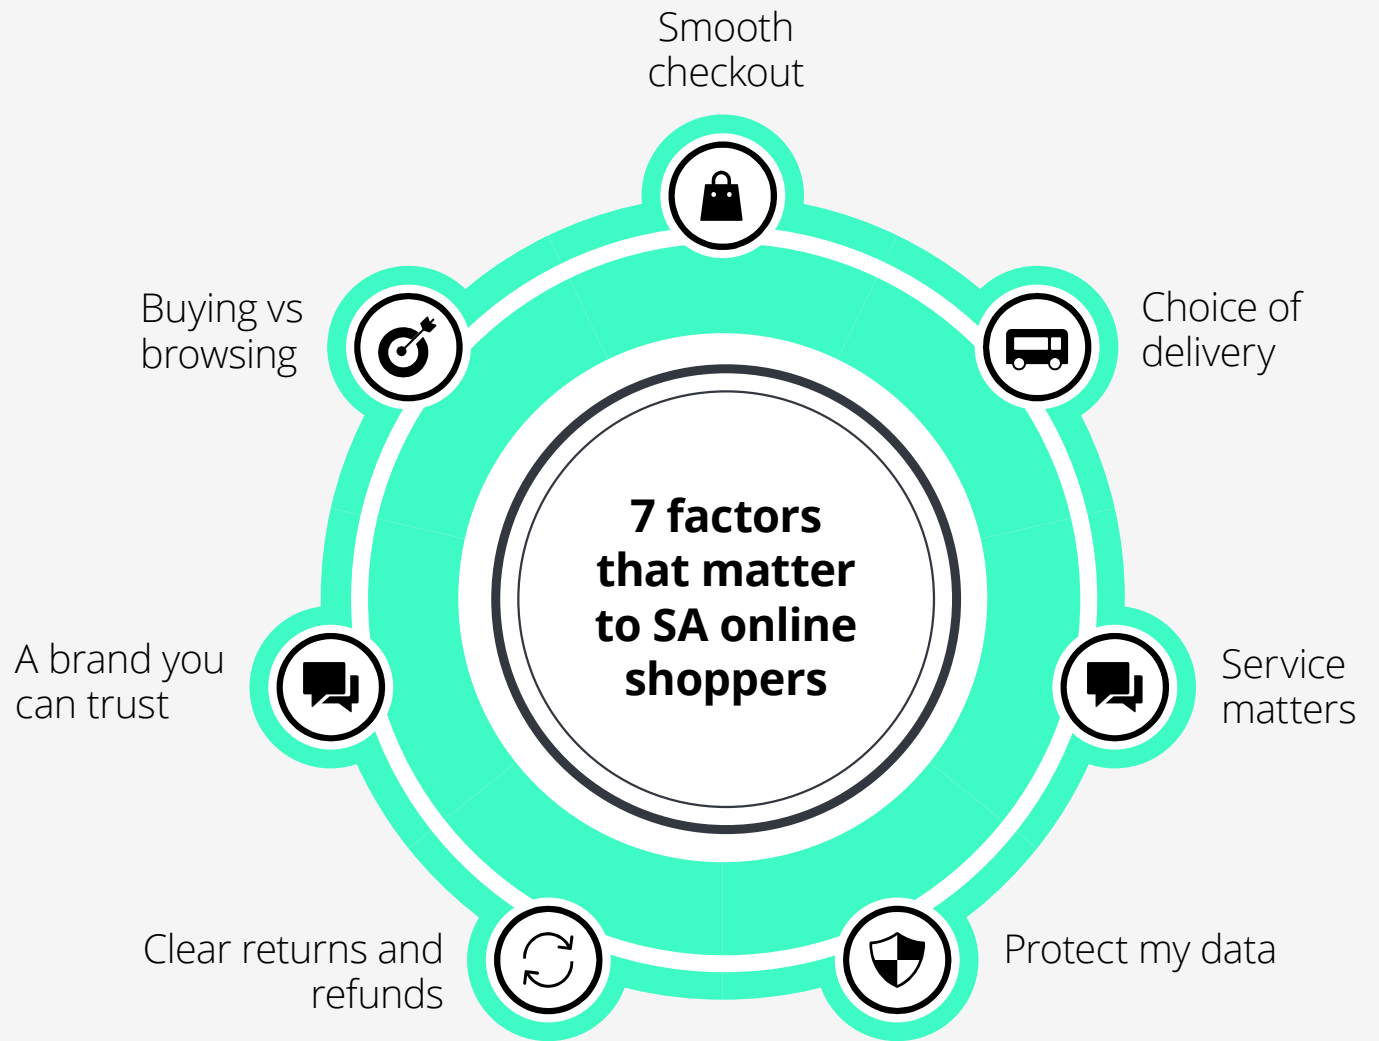 Smooth
checkout
Choice of
delivery
Service
matters
Protect my data
Clear returns and
refunds
A brand you
can trust
Buying vs
browsing
7 factors
that matter
to SA online
shoppers